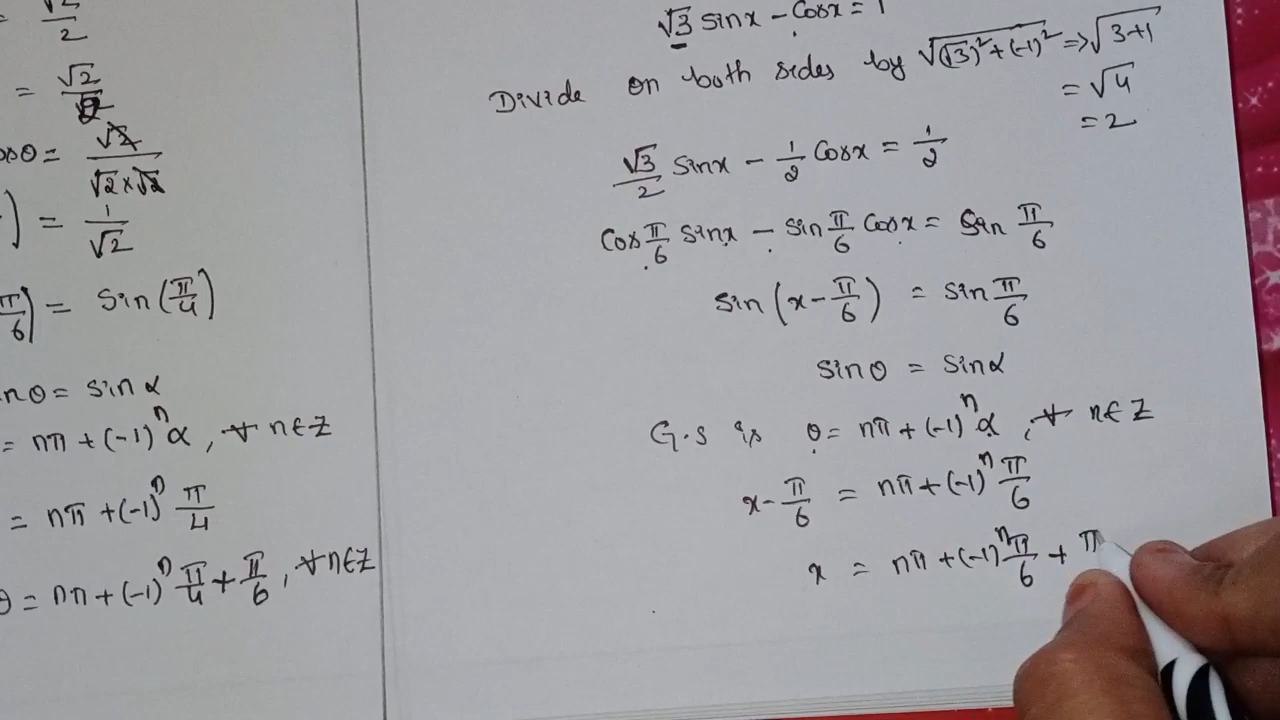 √2/2
= √2/2
osθ = √2/(√2×√2)
) = 1/√2
π/6) = Sin(π/4)
nθ = sin α
= nπ + (-1)ⁿ α , ∀ n∈Z
= nπ + (-1)ⁿ π/4
θ = nπ + (-1)ⁿ π/4 + π/6 , ∀ n∈Z
√3 sinx - Cosx = 1
Divide on both sides by √((√3)²+(-1)²) ⇒ √(3+1)
= √4
= 2
√3/2 Sinx - 1/2 Cosx = 1/2
Cos π/6 Sinx - Sin π/6 Cosx = Sin π/6
Sin (x - π/6) = Sin π/6
Sinθ = Sinα
G.S is θ = nπ + (-1)ⁿ α , ∀ n∈Z
x - π/6 = nπ + (-1)ⁿ π/6
x = nπ + (-1)ⁿ π/6 + π